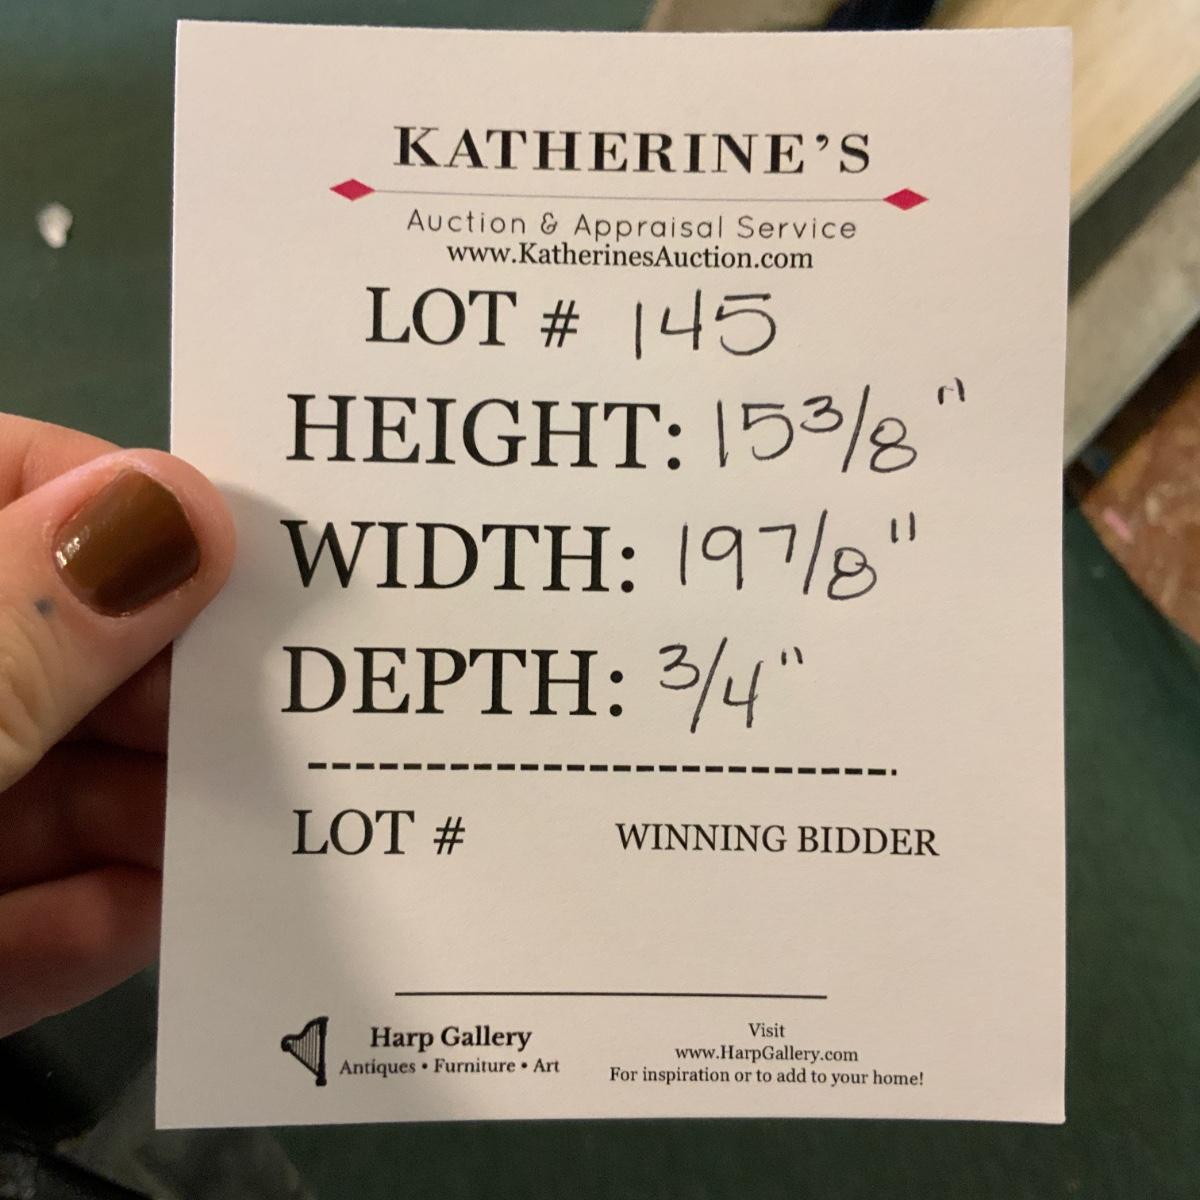 KATHERINE'S
Auction & Appraisal Service
www.KatherinesAuction.com
LOT # 145
HEIGHT: 15 3/8 "
WIDTH: 19 7/8 "
DEPTH: 3/4 "
LOT # WINNING BIDDER
Harp Gallery
Antiques • Furniture • Art
Visit
www.HarpGallery.com
For inspiration or to add to your home!